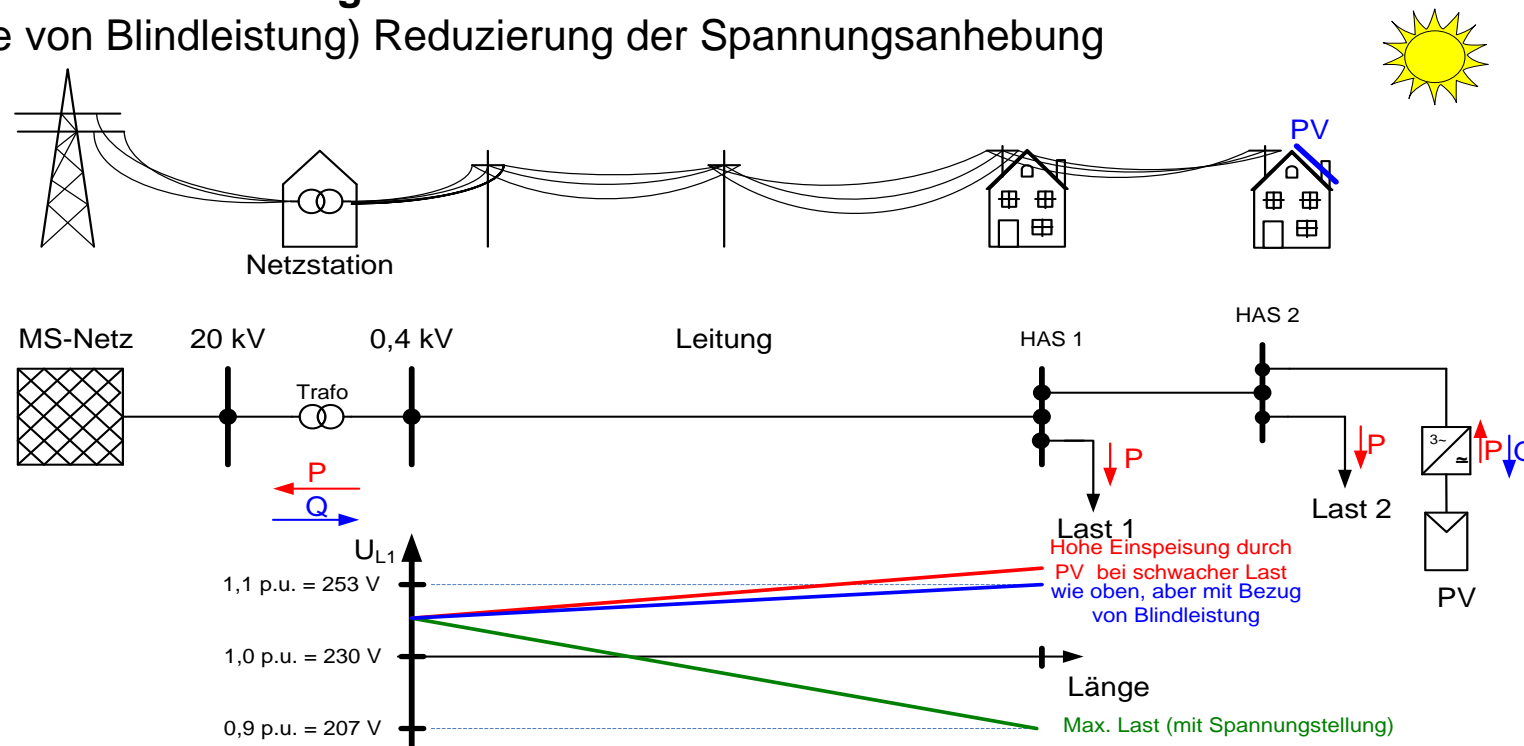 e von Blindleistung) Reduzierung der Spannungsanhebung
PV
Netzstation
MS-Netz
20 kV
0,4 kV
Leitung
HAS 1
HAS 2
Trafo
P
Q
P
Last 1
P
Last 2
3~
P
PV
U_L1
1,1 p.u. = 253 V
1,0 p.u. = 230 V
0,9 p.u. = 207 V
Hohe Einspeisung durch
PV bei schwacher Last
wie oben, aber mit Bezug
von Blindleistung
Länge
Max. Last (mit Spannungstellung)